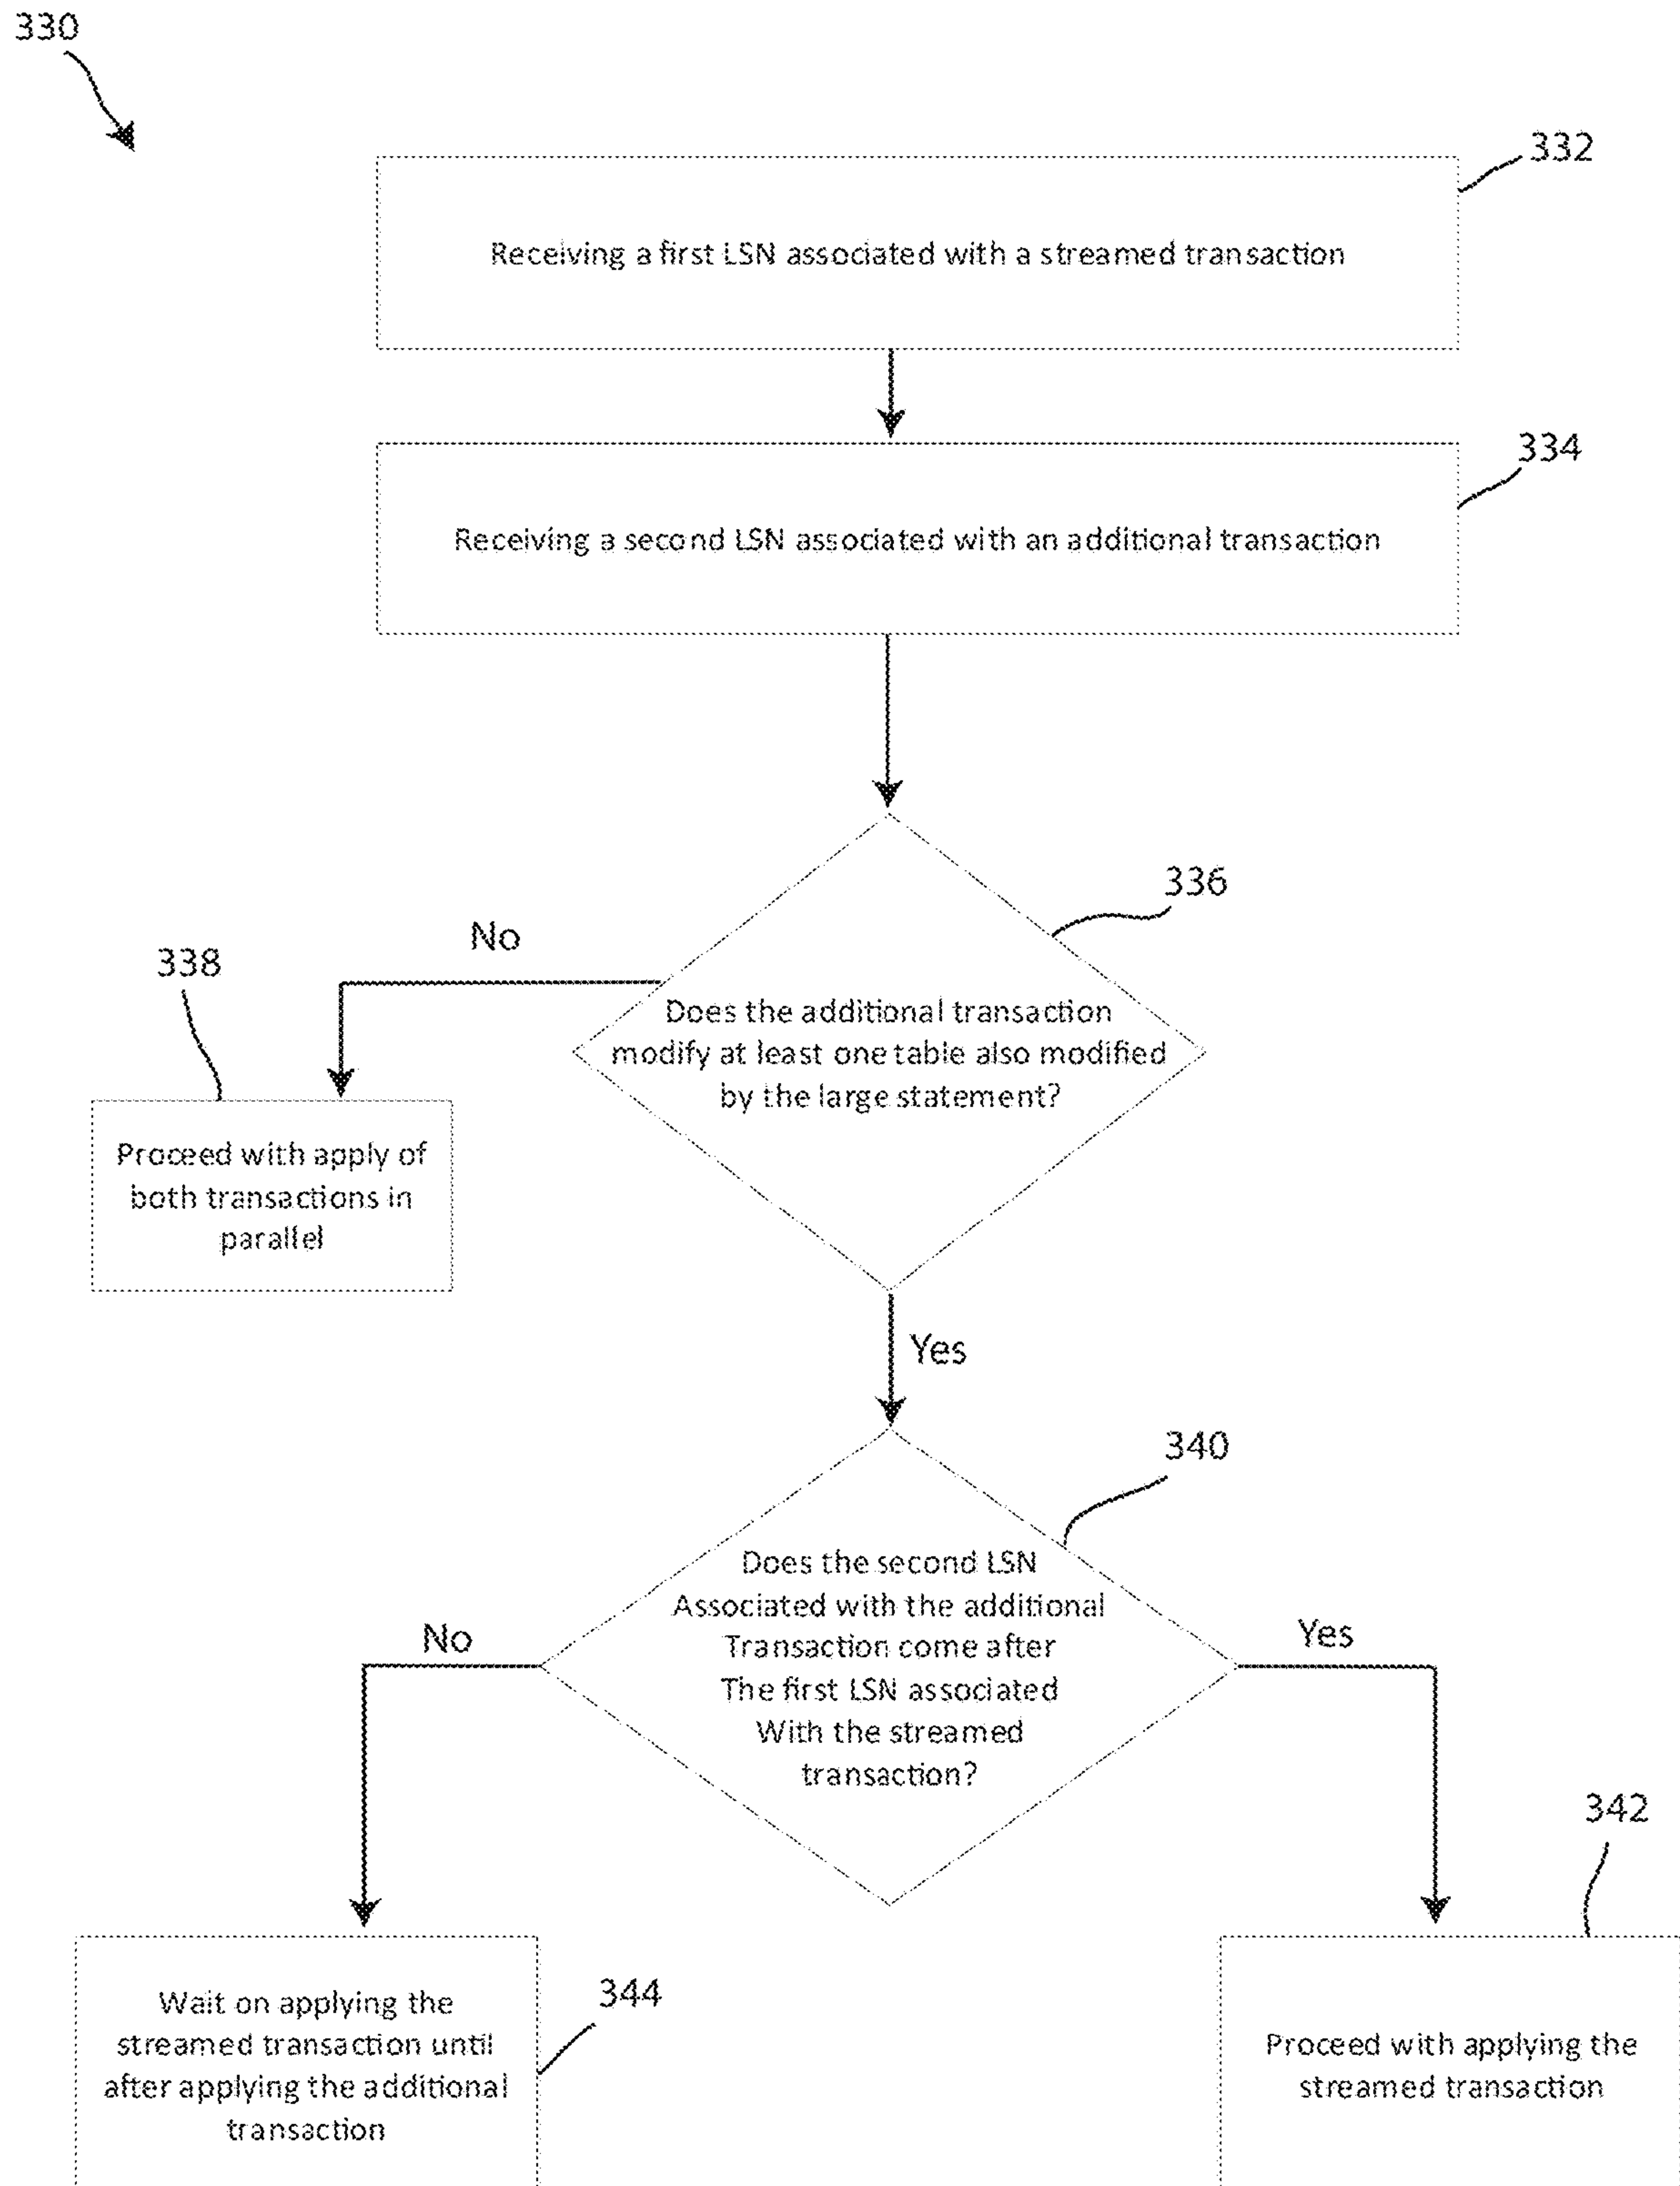 330
332
Receiving a first LSN associated with a streamed transaction
334
Receiving a second LSN associated with an additional transaction
336
No
338
Does the additional transaction
modify at least one table also modified
by the large statement?
Proceed with apply of
both transactions in
parallel
Yes
340
Does the second LSN
Associated with the additional
Transaction come after
The first LSN associated
With the streamed
transaction?
No
Yes
342
344
Wait on applying the
streamed transaction until
after applying the additional
transaction
Proceed with applying the
streamed transaction